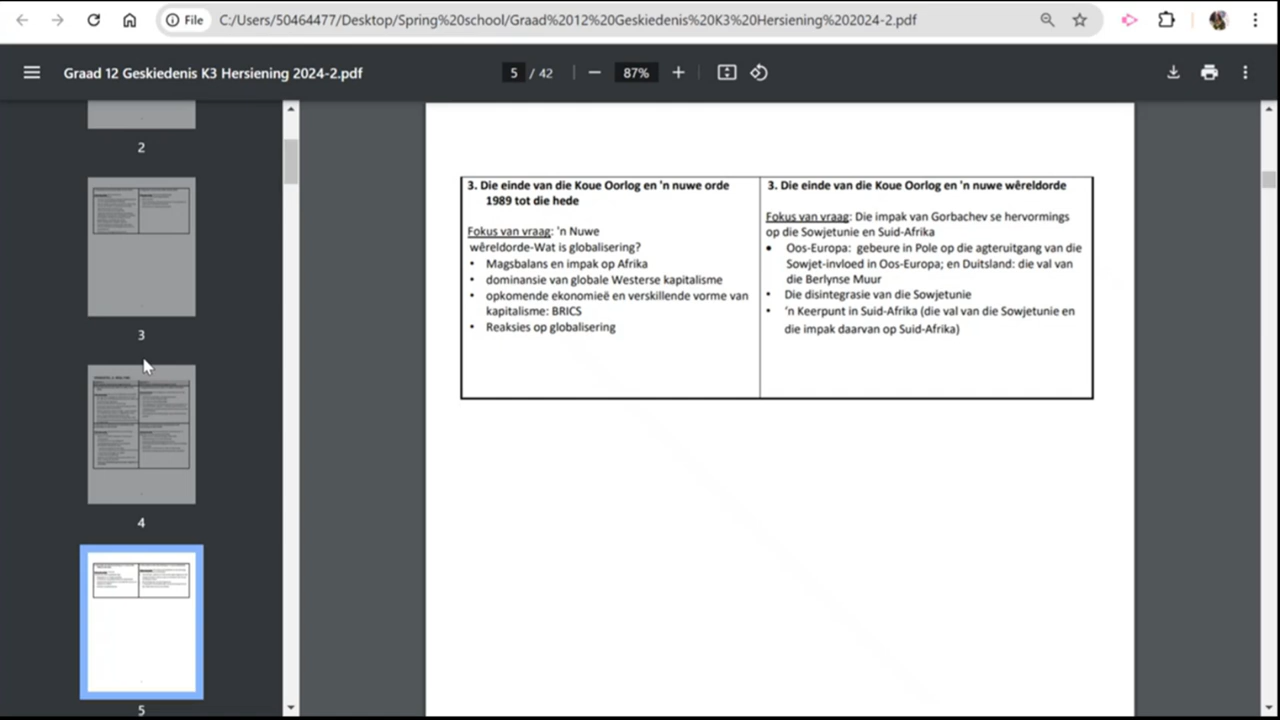 File
C:/Users/50464477/Desktop/Spring%20school/Graad%2012%20Geskiedenis%20K3%20Hersiening%202024-2.pdf
Graad 12 Geskiedenis K3 Hersiening 2024-2.pdf
5 / 42
87%
2
3
4
5
3. Die einde van die Koue Oorlog en 'n nuwe orde
1989 tot die hede
Fokus van vraag: 'n Nuwe
wêreldorde-Wat is globalisering?
• Magsbalans en impak op Afrika
• dominansie van globale Westerse kapitalisme
• opkomende ekonomieë en verskillende vorme van
kapitalisme: BRICS
• Reaksies op globalisering
3. Die einde van die Koue Oorlog en 'n nuwe wêreldorde
Fokus van vraag: Die impak van Gorbachev se hervormings
op die Sowjetunie en Suid-Afrika
• Oos-Europa: gebeure in Pole op die agteruitgang van die
Sowjet-invloed in Oos-Europa; en Duitsland: die val van
die Berlynse Muur
• Die disintegrasie van die Sowjetunie
• 'n Keerpunt in Suid-Afrika (die val van die Sowjetunie en
die impak daarvan op Suid-Afrika)